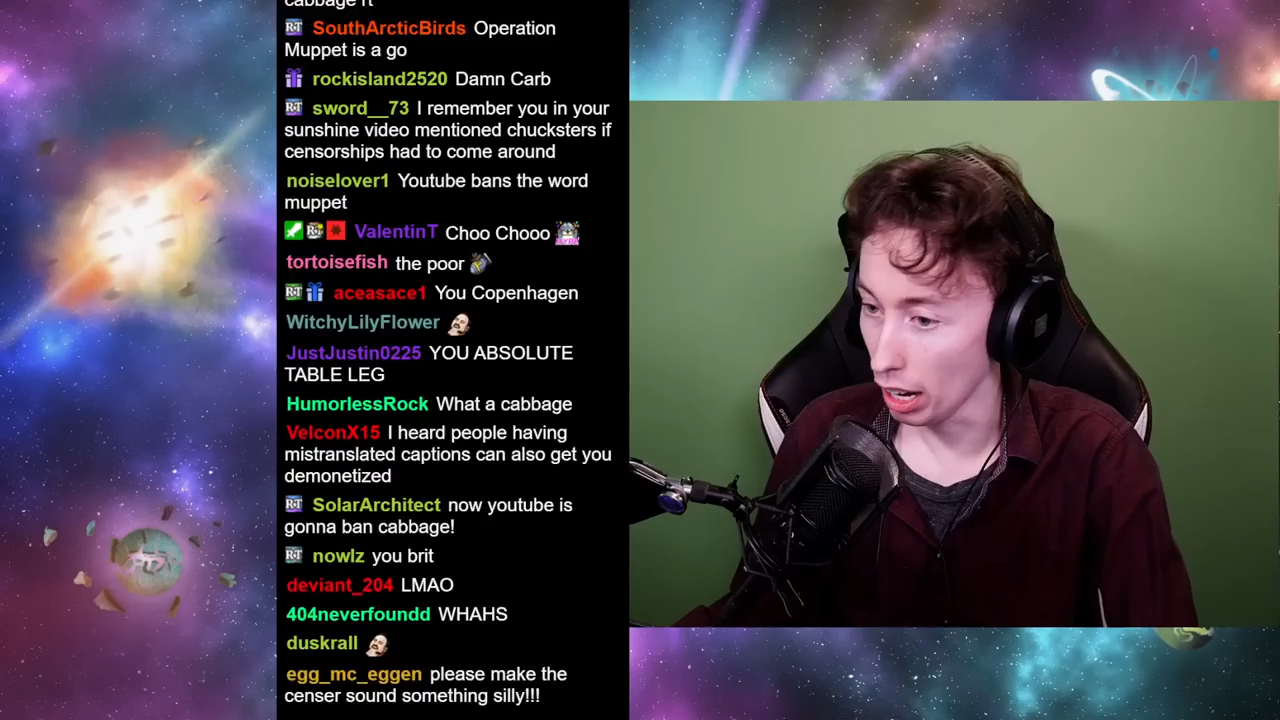 cabbage it
SouthArcticBirds Operation
Muppet is a go
rockisland2520 Damn Carb
sword__73 I remember you in your
sunshine video mentioned chucksters if
censorships had to come around
noiselover1 Youtube bans the word
muppet
ValentinT Choo Chooo
tortoisefish the poor
aceasace1 You Copenhagen
WitchyLilyFlower
JustJustin0225 YOU ABSOLUTE
TABLE LEG
HumorlessRock What a cabbage
VelconX15 I heard people having
mistranslated captions can also get you
demonetized
SolarArchitect now youtube is
gonna ban cabbage!
nowlz you brit
deviant_204 LMAO
404neverfoundd WHAHS
duskrall
egg_mc_eggen please make the
censer sound something silly!!!